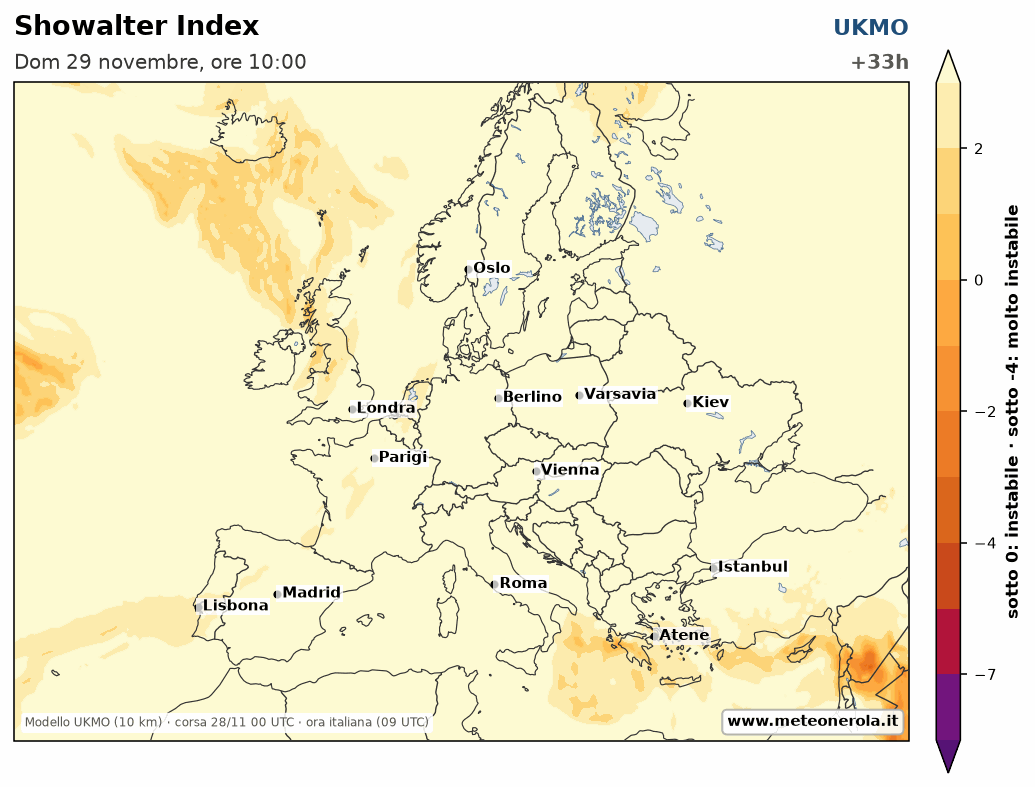 Showalter Index
UKMO
Dom 29 novembre, ore 10:00
+33h
Oslo
Berlino
Varsavia
Kiev
Londra
Parigi
Vienna
Istanbul
Roma
Madrid
Lisbona
Atene
Modello UKMO (10 km) · corsa 28/11 00 UTC · ora italiana (09 UTC)
www.meteonerola.it
2
0
−2
−4
−7
sotto 0: instabile · sotto -4: molto instabile